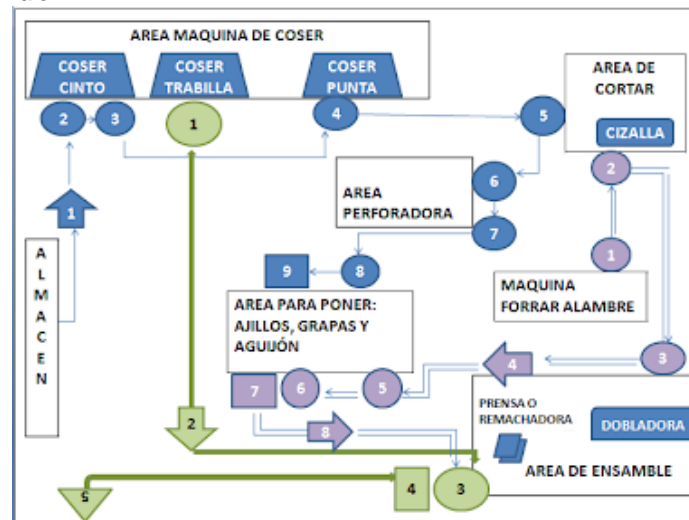 AREA MAQUINA DE COSER
COSER
CINTO
COSER
TRABILLA
COSER
PUNTA
AREA DE
CORTAR
CIZALLA
2
3
1
4
5
2
6
AREA
PERFORADORA
7
1
1
ALMACEN
9
8
MAQUINA
FORRAR ALAMBRE
AREA PARA PONER:
AJILLOS, GRAPAS Y
AGUIJÓN
4
3
7
6
5
PRENSA O
REMACHADORA
DOBLADORA
2
8
AREA DE ENSAMBLE
5
4
3